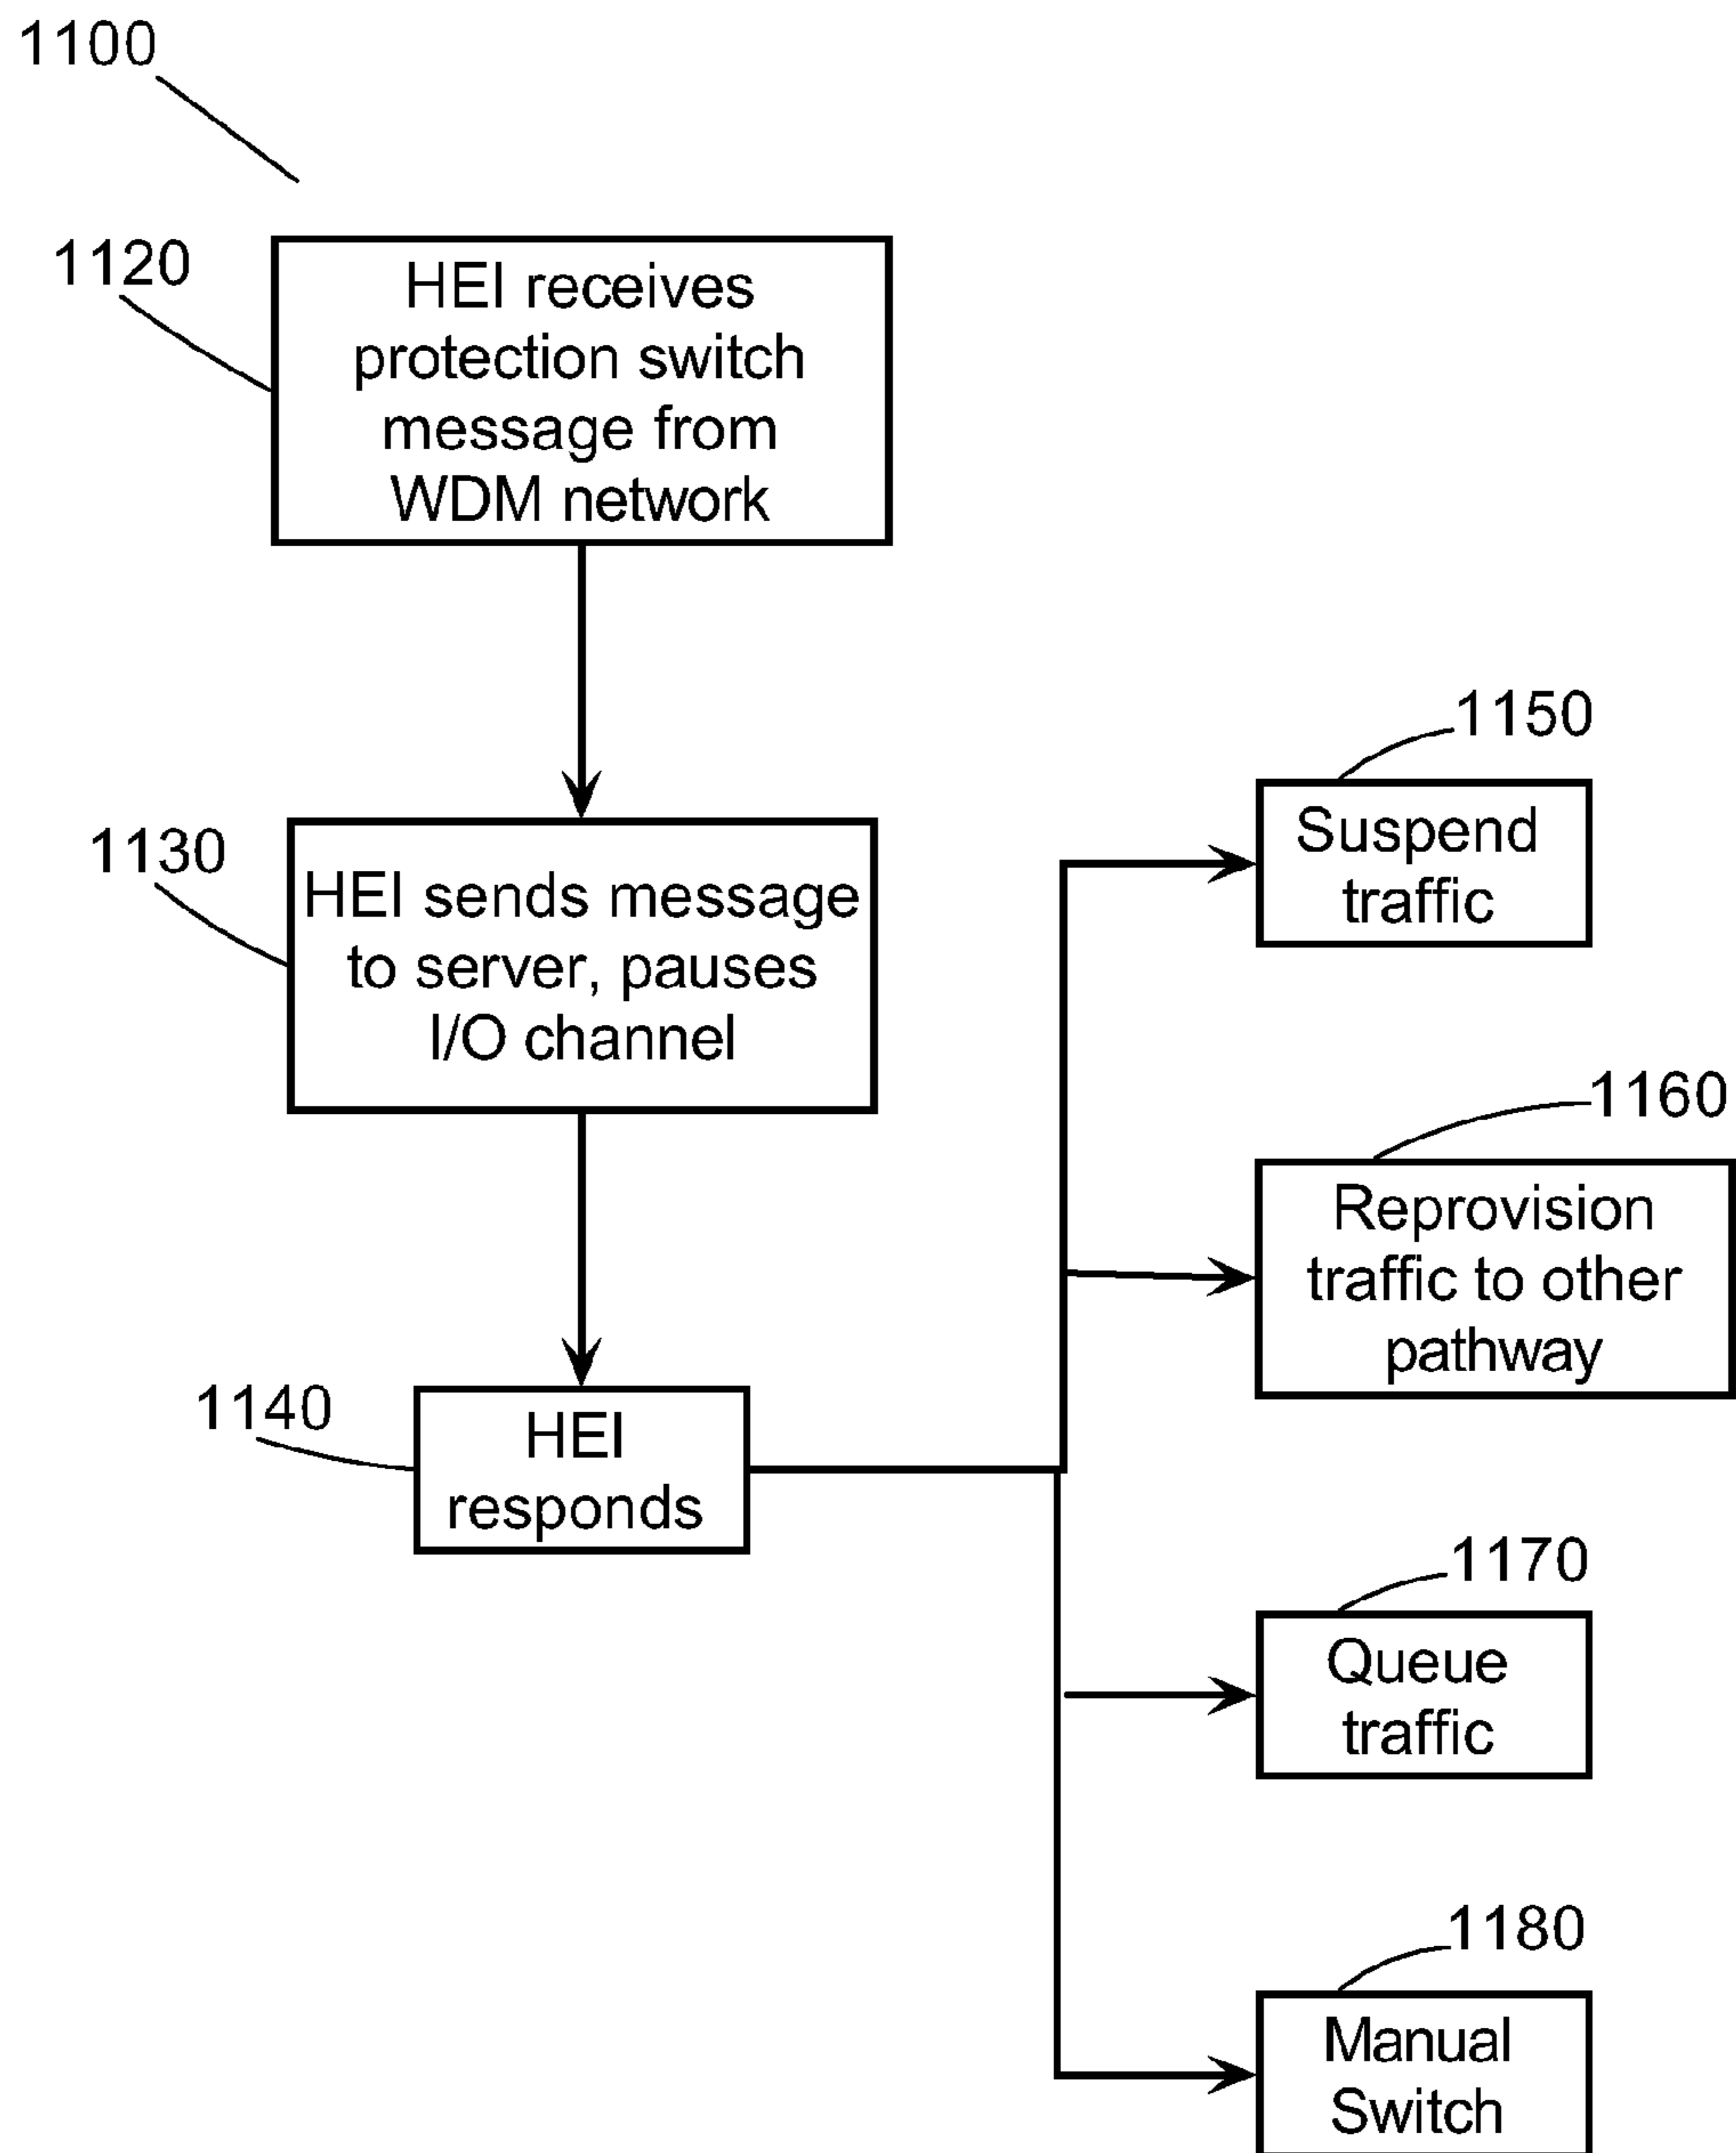 1100
1120
HEI receives
protection switch
message from
WDM network
1130
HEI sends message
to server, pauses
I/O channel
1140
HEI
responds
1150
Suspend
traffic
1160
Reprovision
traffic to other
pathway
1170
Queue
traffic
1180
Manual
Switch